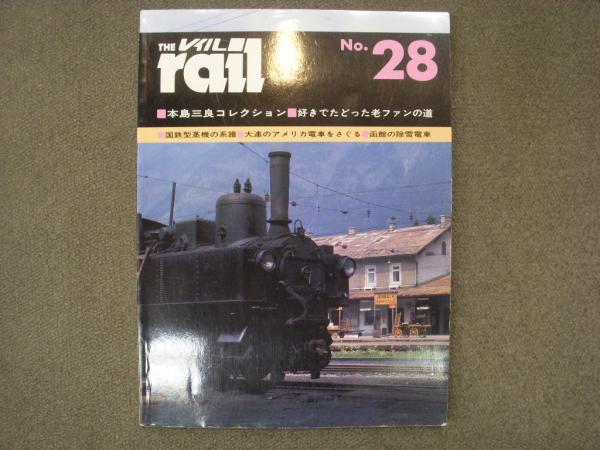 THE レイル
rail
No. 28
■本島三良コレクション■好きでたどった老ファンの道
■国鉄型蒸機の系譜■大連のアメリカ電車をさぐる■函館の除雪電車